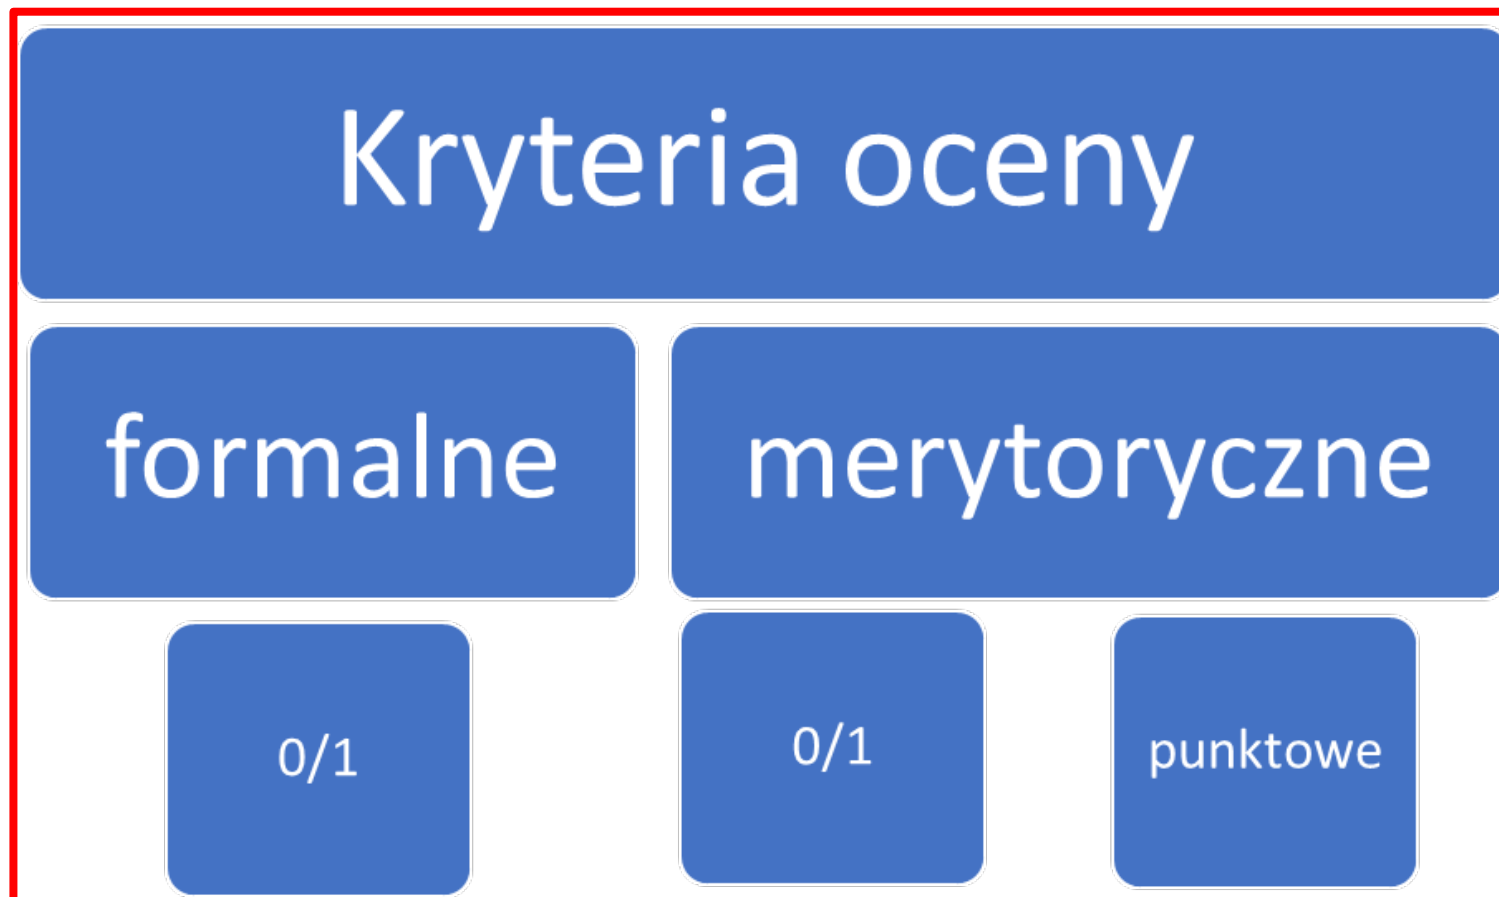 Kryteria oceny
formalne
merytoryczne
0/1
0/1
punktowe